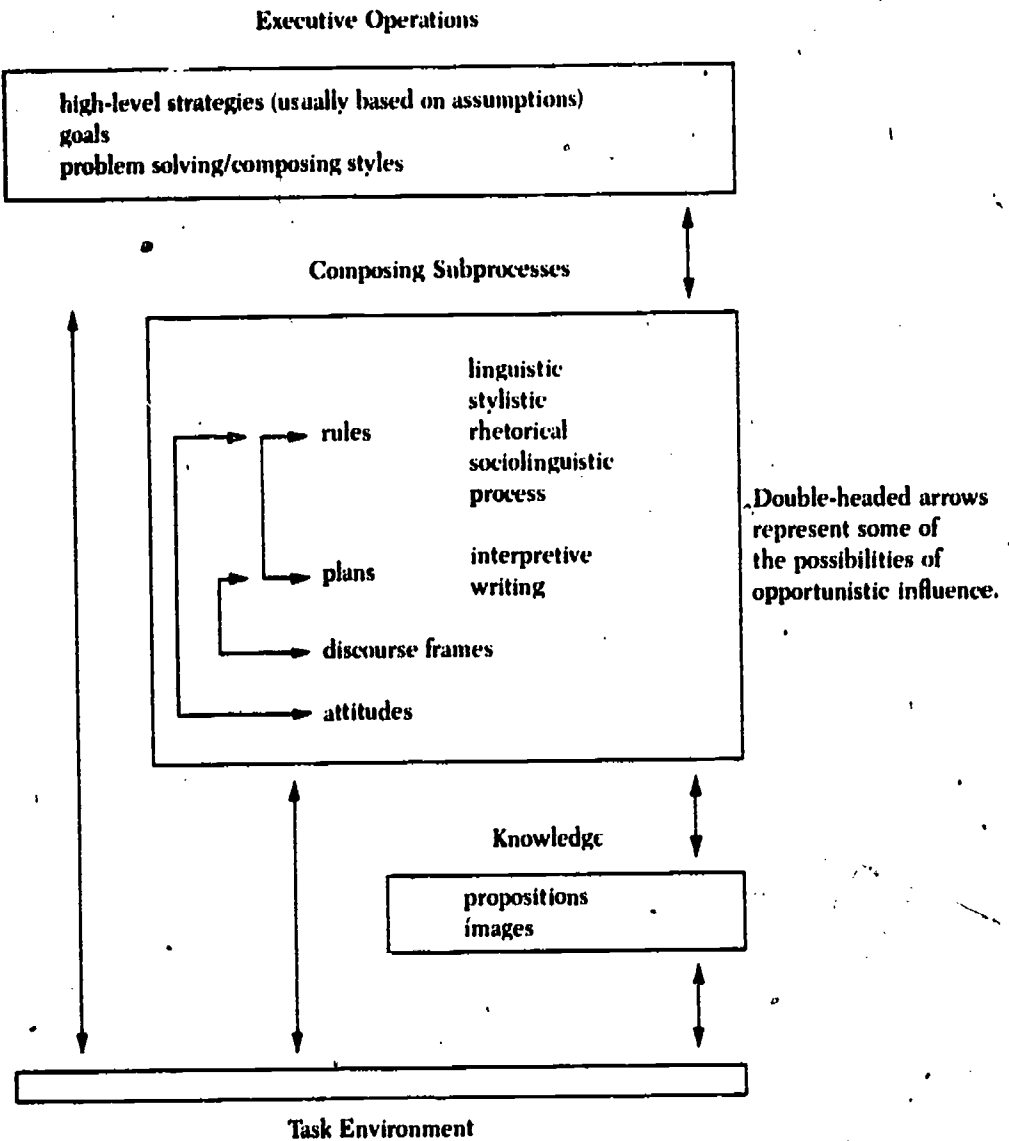 Executive Operations
high-level strategies (usually based on assumptions)
goals
problem solving/composing styles
Composing Subprocesses
linguistic
stylistic
rules
rhetorical
sociolinguistic
process
plans
interpretive
writing
discourse frames
attitudes
Double-headed arrows
represent some of
the possibilities of
opportunistic influence.
Knowledge
propositions
images
Task Environment